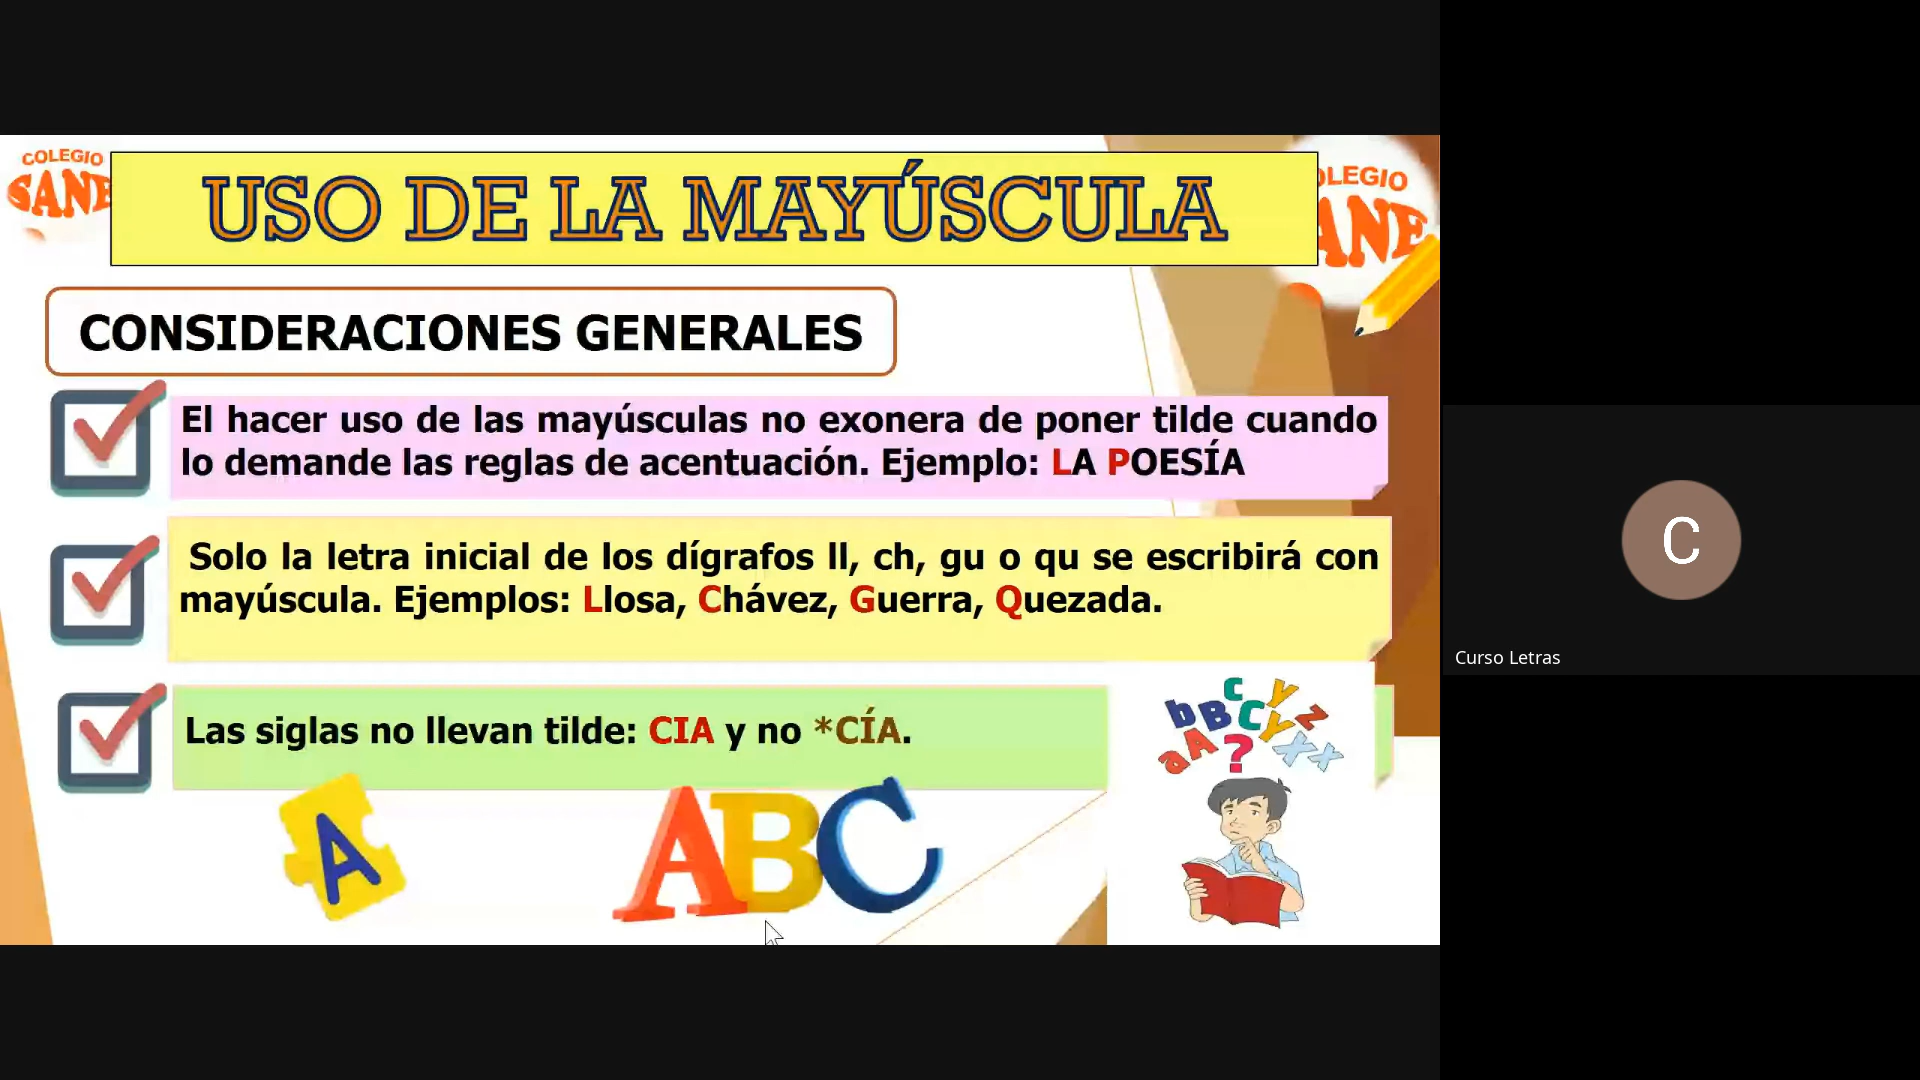 COLEGIO
SANE
USO DE LA MAYÚSCULA
OLEGIO
ANE
CONSIDERACIONES GENERALES
El hacer uso de las mayúsculas no exonera de poner tilde cuando
lo demande las reglas de acentuación. Ejemplo: LA POESÍA
Solo la letra inicial de los dígrafos ll, ch, gu o qu se escribirá con
mayúscula. Ejemplos: Llosa, Chávez, Guerra, Quezada.
Las siglas no llevan tilde: CIA y no *CÍA.
A
ABC
c y
b B C y z
a A ? x x
C
Curso Letras